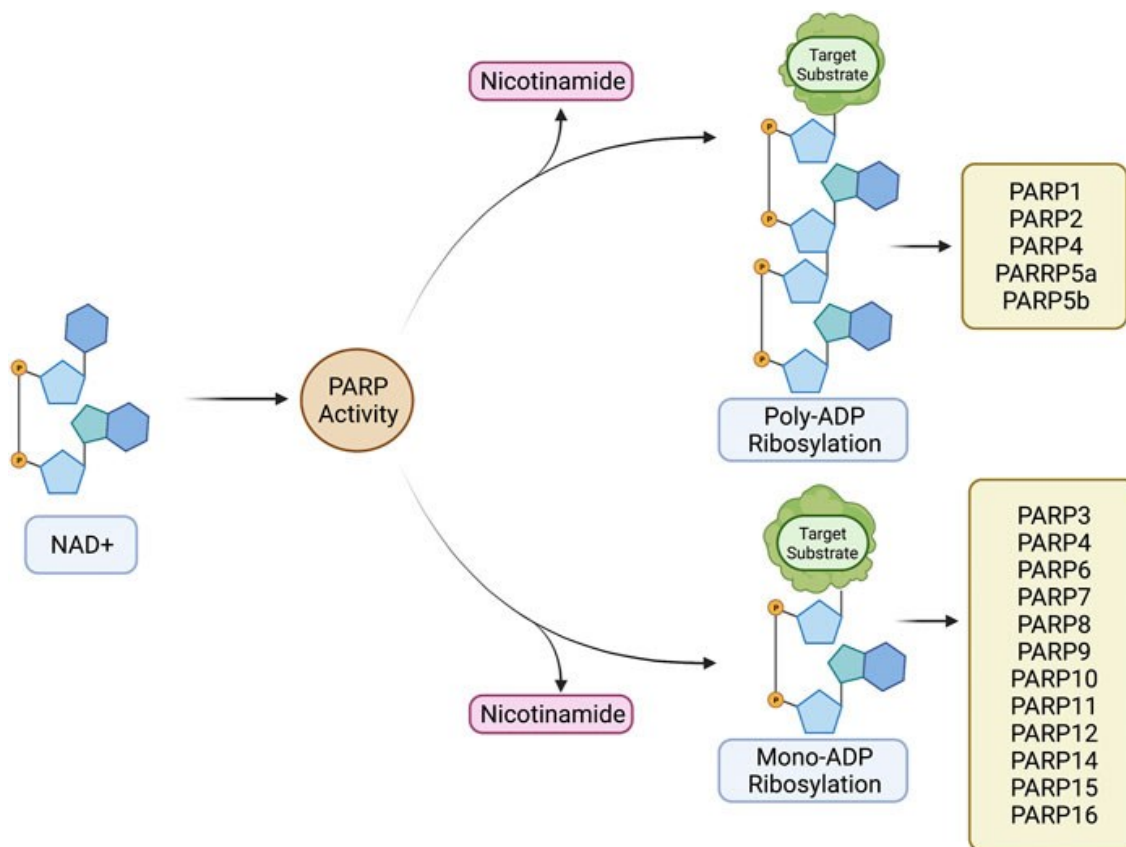 Nicotinamide
Target
Substrate
P
P
P
P
Poly-ADP
Ribosylation
PARP1
PARP2
PARP4
PARRP5a
PARP5b
P
P
NAD+
PARP
Activity
Nicotinamide
Target
Substrate
P
P
Mono-ADP
Ribosylation
PARP3
PARP4
PARP6
PARP7
PARP8
PARP9
PARP10
PARP11
PARP12
PARP14
PARP15
PARP16